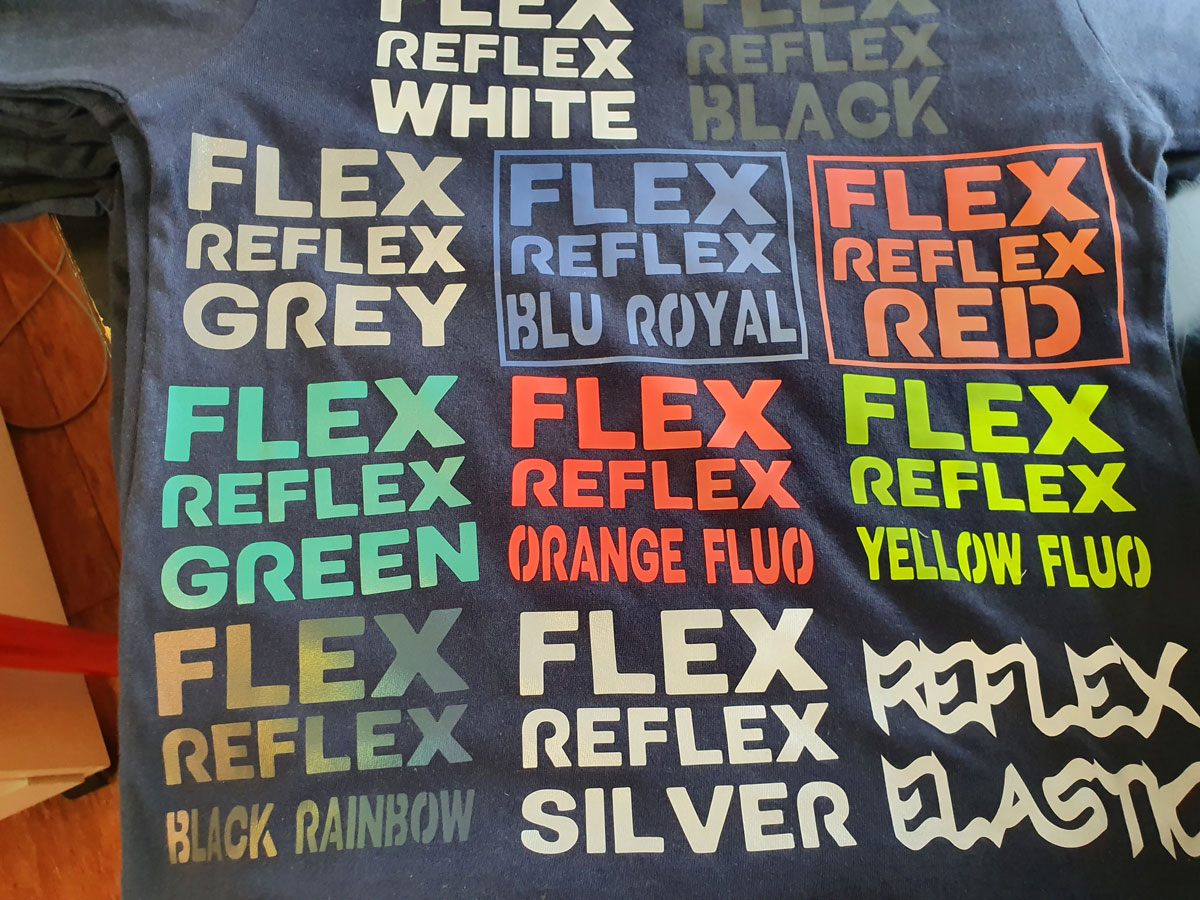 FLEX
REFLEX
WHITE
FLEX
REFLEX
BLACK
FLEX
REFLEX
GREY
FLEX
REFLEX
BLU ROYAL
FLEX
REFLEX
RED
FLEX
REFLEX
GREEN
FLEX
REFLEX
ORANGE FLUO
FLEX
REFLEX
YELLOW FLUO
FLEX
REFLEX
BLACK RAINBOW
FLEX
REFLEX
SILVER
REFLEX
ELASTIC